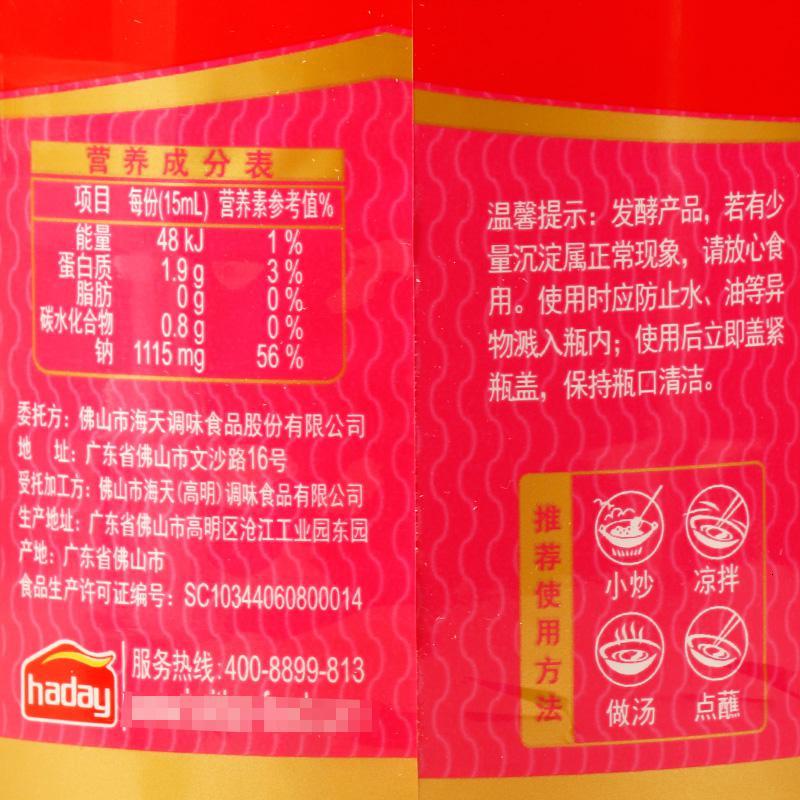 营养成分表
项目 每份(15mL) 营养素参考值%
能量 48 kJ 1 %
蛋白质 1.9 g 3 %
脂肪 0 g 0 %
碳水化合物 0.8 g 0 %
钠 1115 mg 56 %
委托方：佛山市海天调味食品股份有限公司
地 址：广东省佛山市文沙路16号
受托加工方：佛山市海天(高明)调味食品有限公司
生产地址：广东省佛山市高明区沧江工业园东园
产地：广东省佛山市
食品生产许可证编号：SC10344060800014
haday
服务热线:400-8899-813
温馨提示：发酵产品，若有少
量沉淀属正常现象，请放心食
用。使用时应防止水、油等异
物溅入瓶内；使用后立即盖紧
瓶盖，保持瓶口清洁。
推荐使用方法
小炒 凉拌
做汤 点蘸